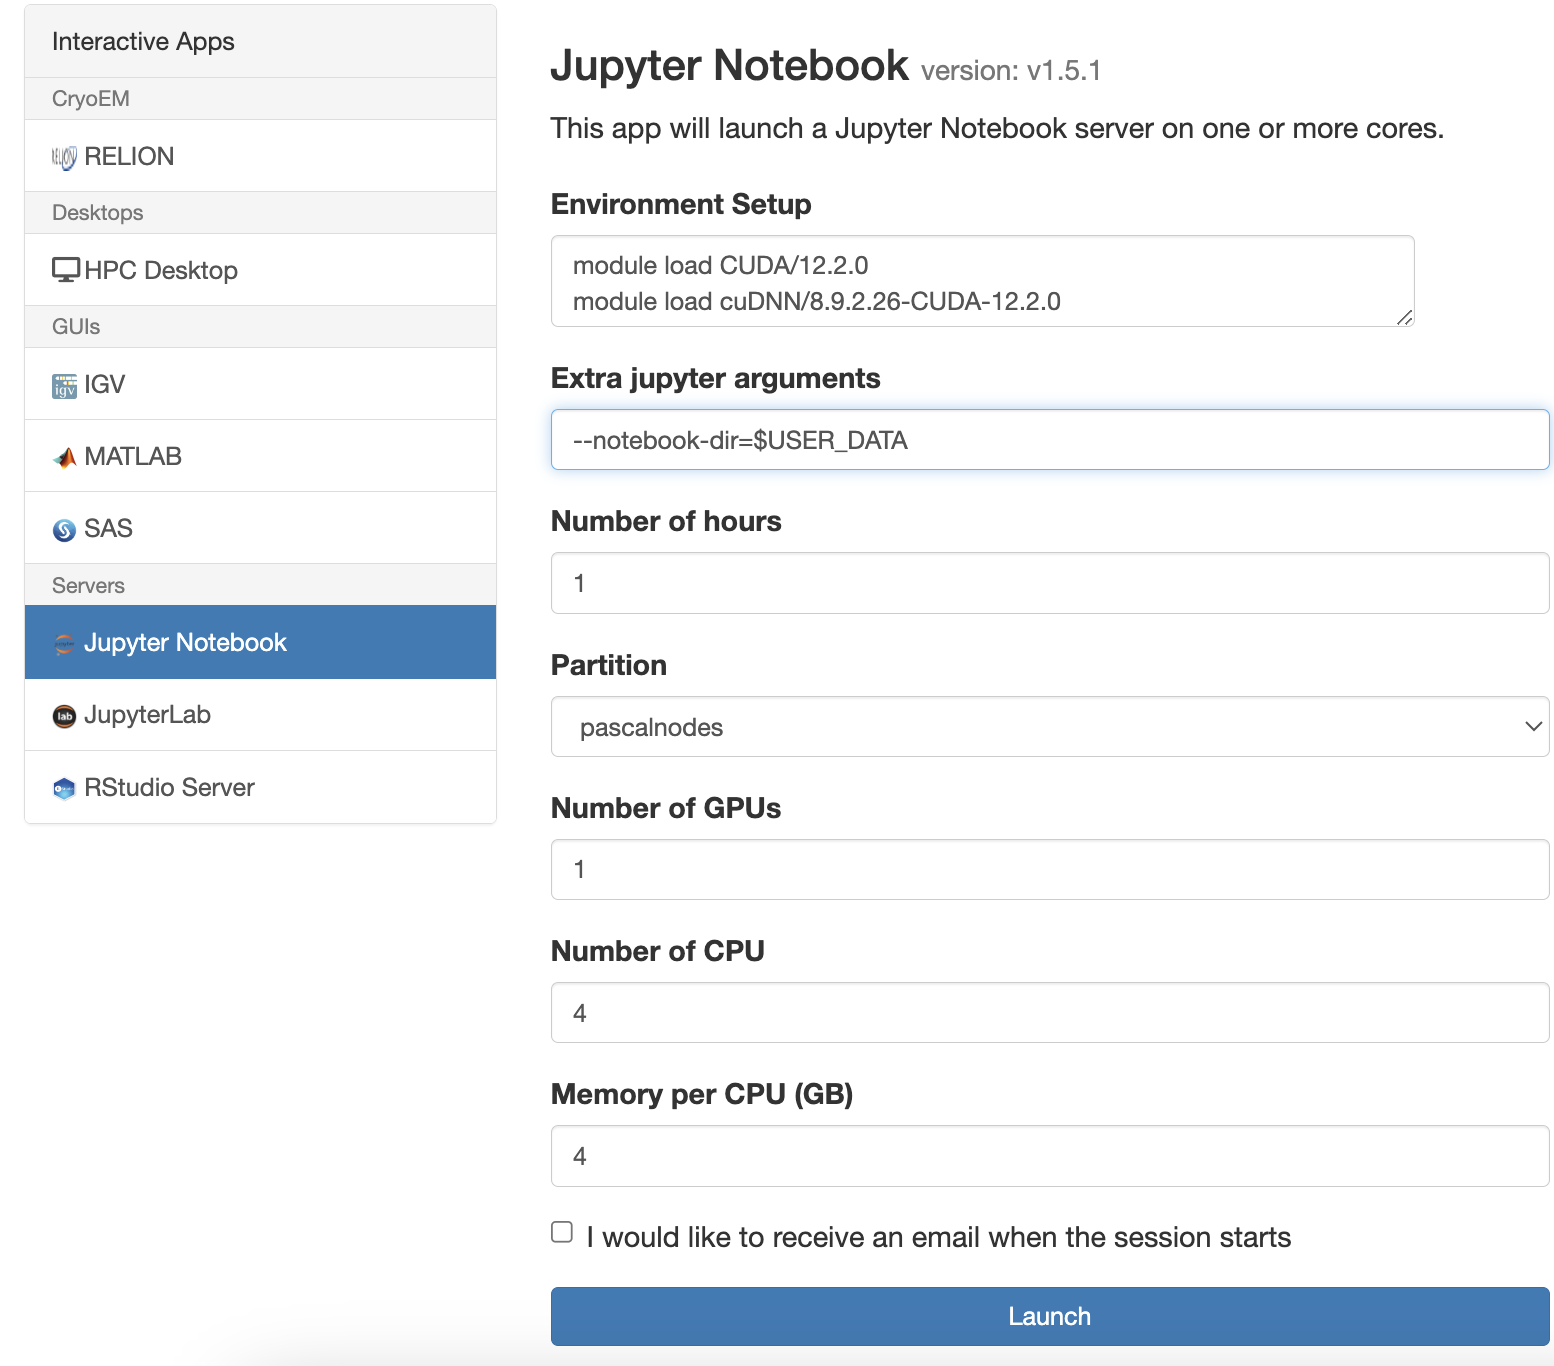 Interactive Apps
CryoEM
RELION
RELION
Desktops
HPC Desktop
GUIs
igv
IGV
MATLAB
SAS
Servers
Jupyter Notebook
lab
JupyterLab
RStudio Server
Jupyter Notebook version: v1.5.1
This app will launch a Jupyter Notebook server on one or more cores.
Environment Setup
module load CUDA/12.2.0
module load cuDNN/8.9.2.26-CUDA-12.2.0
Extra jupyter arguments
--notebook-dir=$USER_DATA
Number of hours
1
Partition
pascalnodes
Number of GPUs
1
Number of CPU
4
Memory per CPU (GB)
4
I would like to receive an email when the session starts
Launch